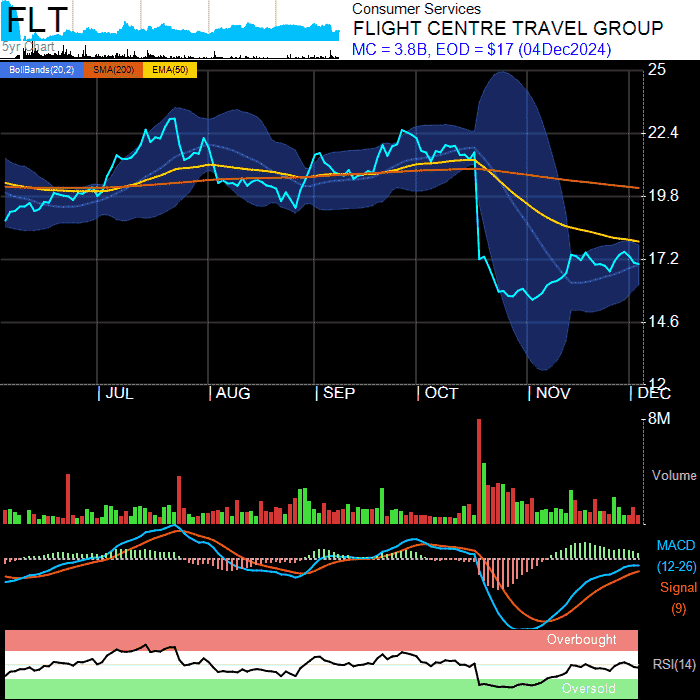 FLT
5yr Chart
Consumer Services
FLIGHT CENTRE TRAVEL GROUP
MC = 3.8B, EOD = $17 (04Dec2024)
BollBands(20,2) SMA(200) EMA(50)
25
22.4
19.8
17.2
14.6
12
JUL AUG SEP OCT NOV DEC
8M
Volume
MACD
(12-26)
Signal
(9)
Overbought
RSI(14)
Oversold